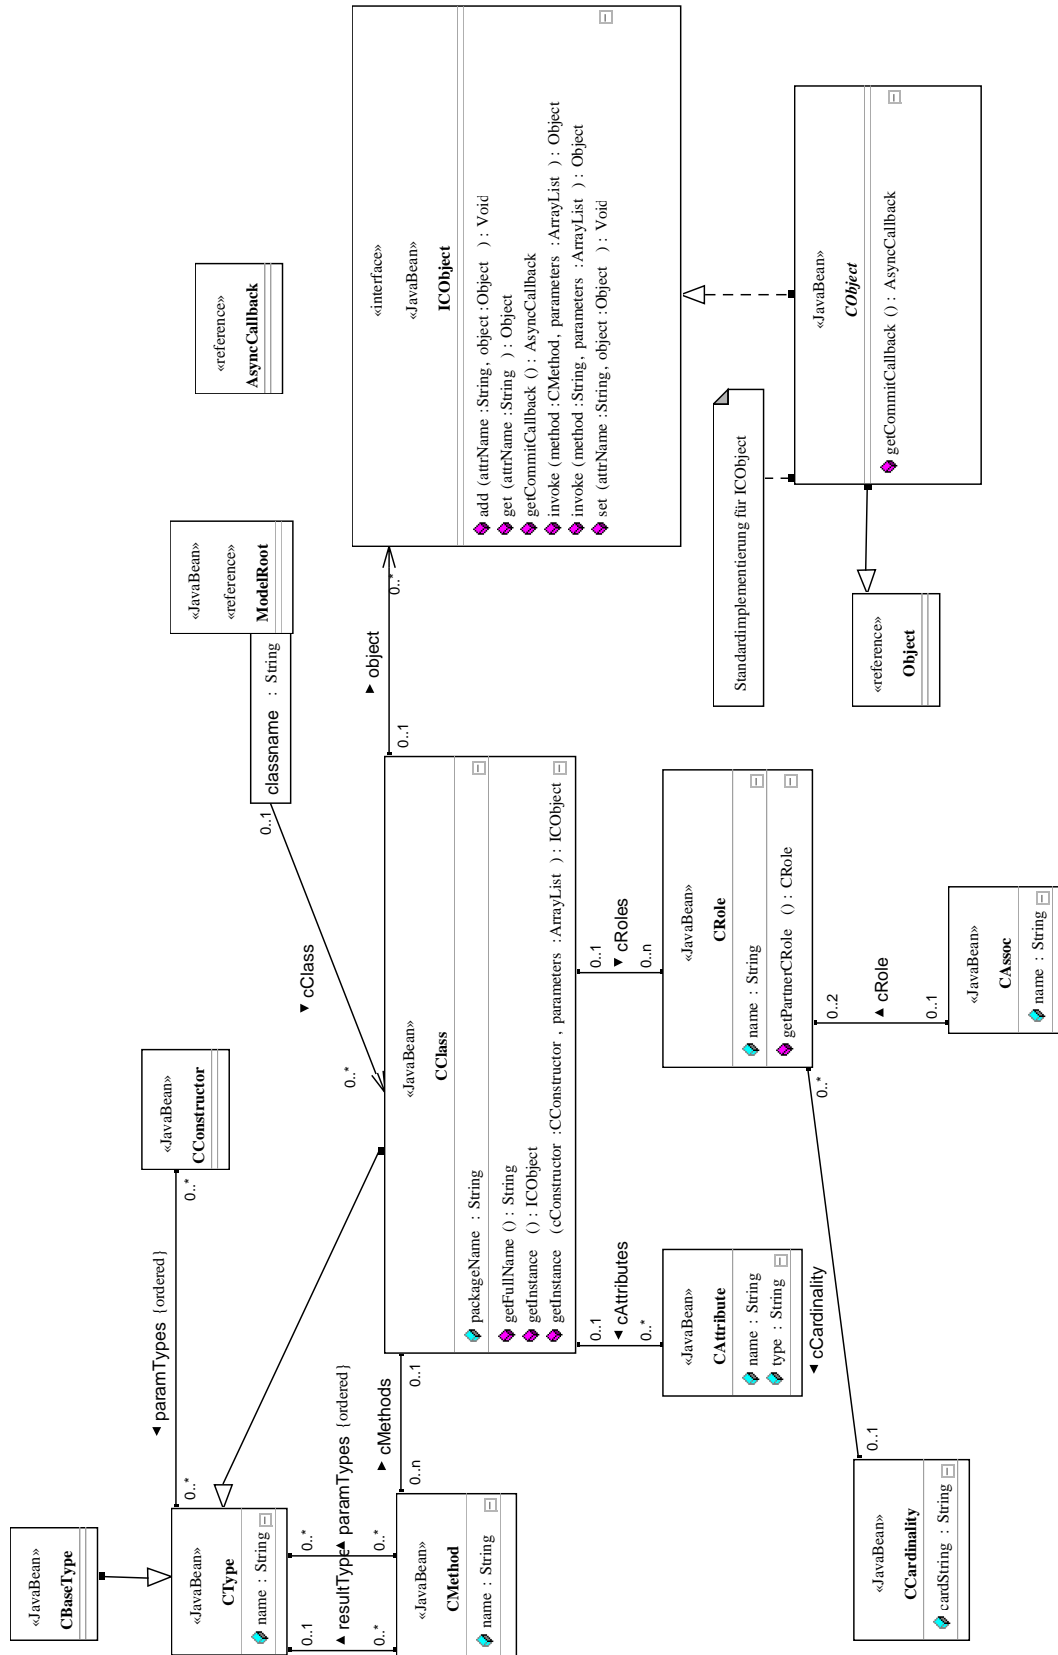 «JavaBean»
CBaseType
«JavaBean»
CType
name : String
«JavaBean»
CConstructor
0..*
0..*
paramTypes {ordered}
«JavaBean»
«reference»
ModelRoot
classname : String
0..1
cClass
0..*
«reference»
AsyncCallback
«JavaBean»
CMethod
name : String
0..1
resultType
0..*
0..*
paramTypes {ordered}
0..*
0..n
cMethods
0..1
«JavaBean»
CClass
packageName : String
getFullName () : String
getInstance () : ICObject
getInstance (cConstructor :CConstructor , parameters :ArrayList ) : ICObject
0..1
object
0..*
«interface»
«JavaBean»
ICObject
add (attrName :String, object :Object ) : Void
get (attrName :String ) : Object
getCommitCallback () : AsyncCallback
invoke (method :CMethod, parameters :ArrayList ) : Object
invoke (method :String, parameters :ArrayList ) : Object
set (attrName :String, object :Object ) : Void
0..1
cAttributes
0..*
«JavaBean»
CAttribute
name : String
type : String
0..1
cRoles
0..n
«JavaBean»
CRole
name : String
getPartnerCRole () : CRole
Standardimplementierung für ICObject
«JavaBean»
CObject
getCommitCallback () : AsyncCallback
«reference»
Object
0..*
cCardinality
0..1
«JavaBean»
CCardinality
cardString : String
0..2
cRole
0..1
«JavaBean»
CAssoc
name : String